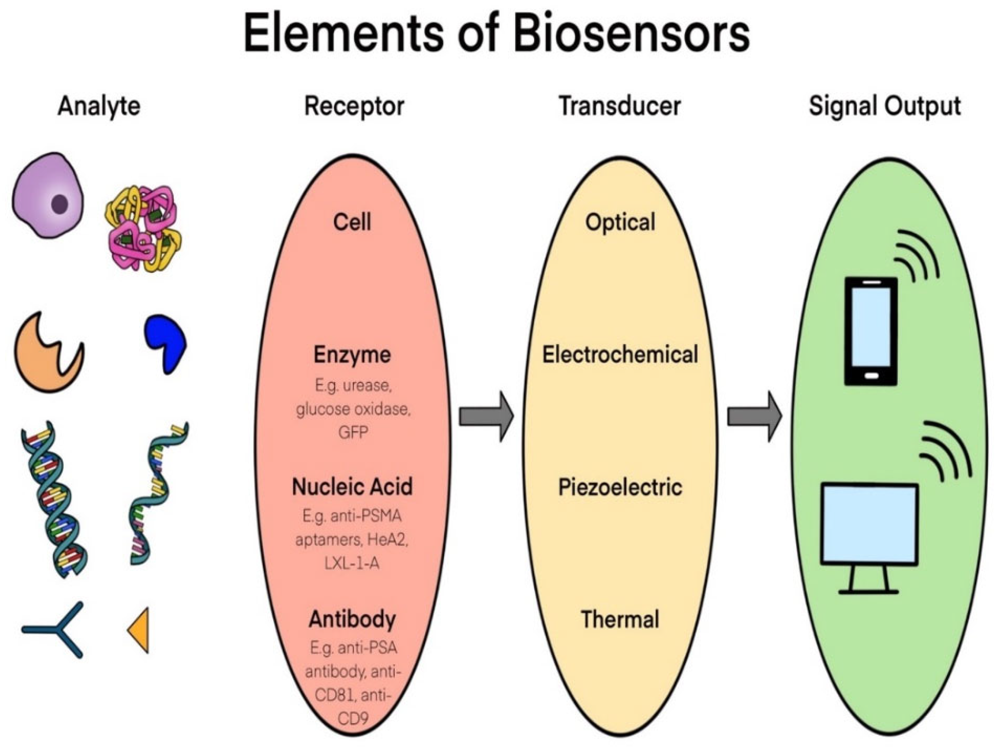 Elements of Biosensors
Analyte
Receptor
Transducer
Signal Output
Cell
Enzyme
E.g. urease,
glucose oxidase,
GFP
Nucleic Acid
E.g. anti-PSMA
aptamers, HeA2,
LXL-1-A
Antibody
E.g. anti-PSA
antibody, anti-
CD81, anti-
CD9
Optical
Electrochemical
Piezoelectric
Thermal